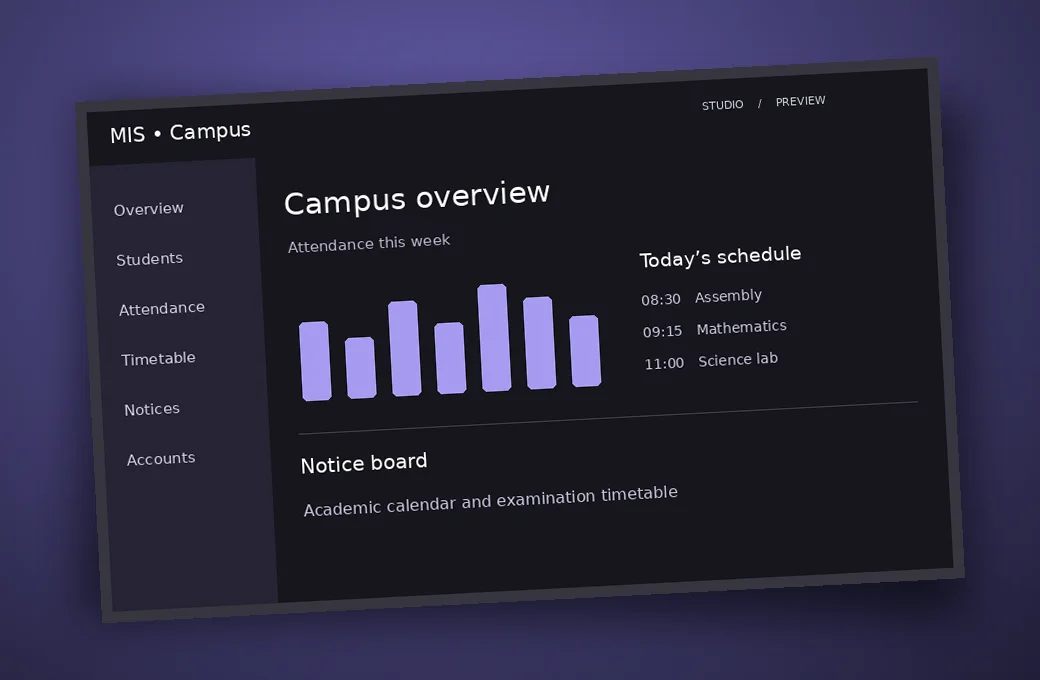 MIS • Campus
STUDIO / PREVIEW
Overview
Students
Attendance
Timetable
Notices
Accounts
Campus overview
Attendance this week
Today’s schedule
08:30 Assembly
09:15 Mathematics
11:00 Science lab
Notice board
Academic calendar and examination timetable